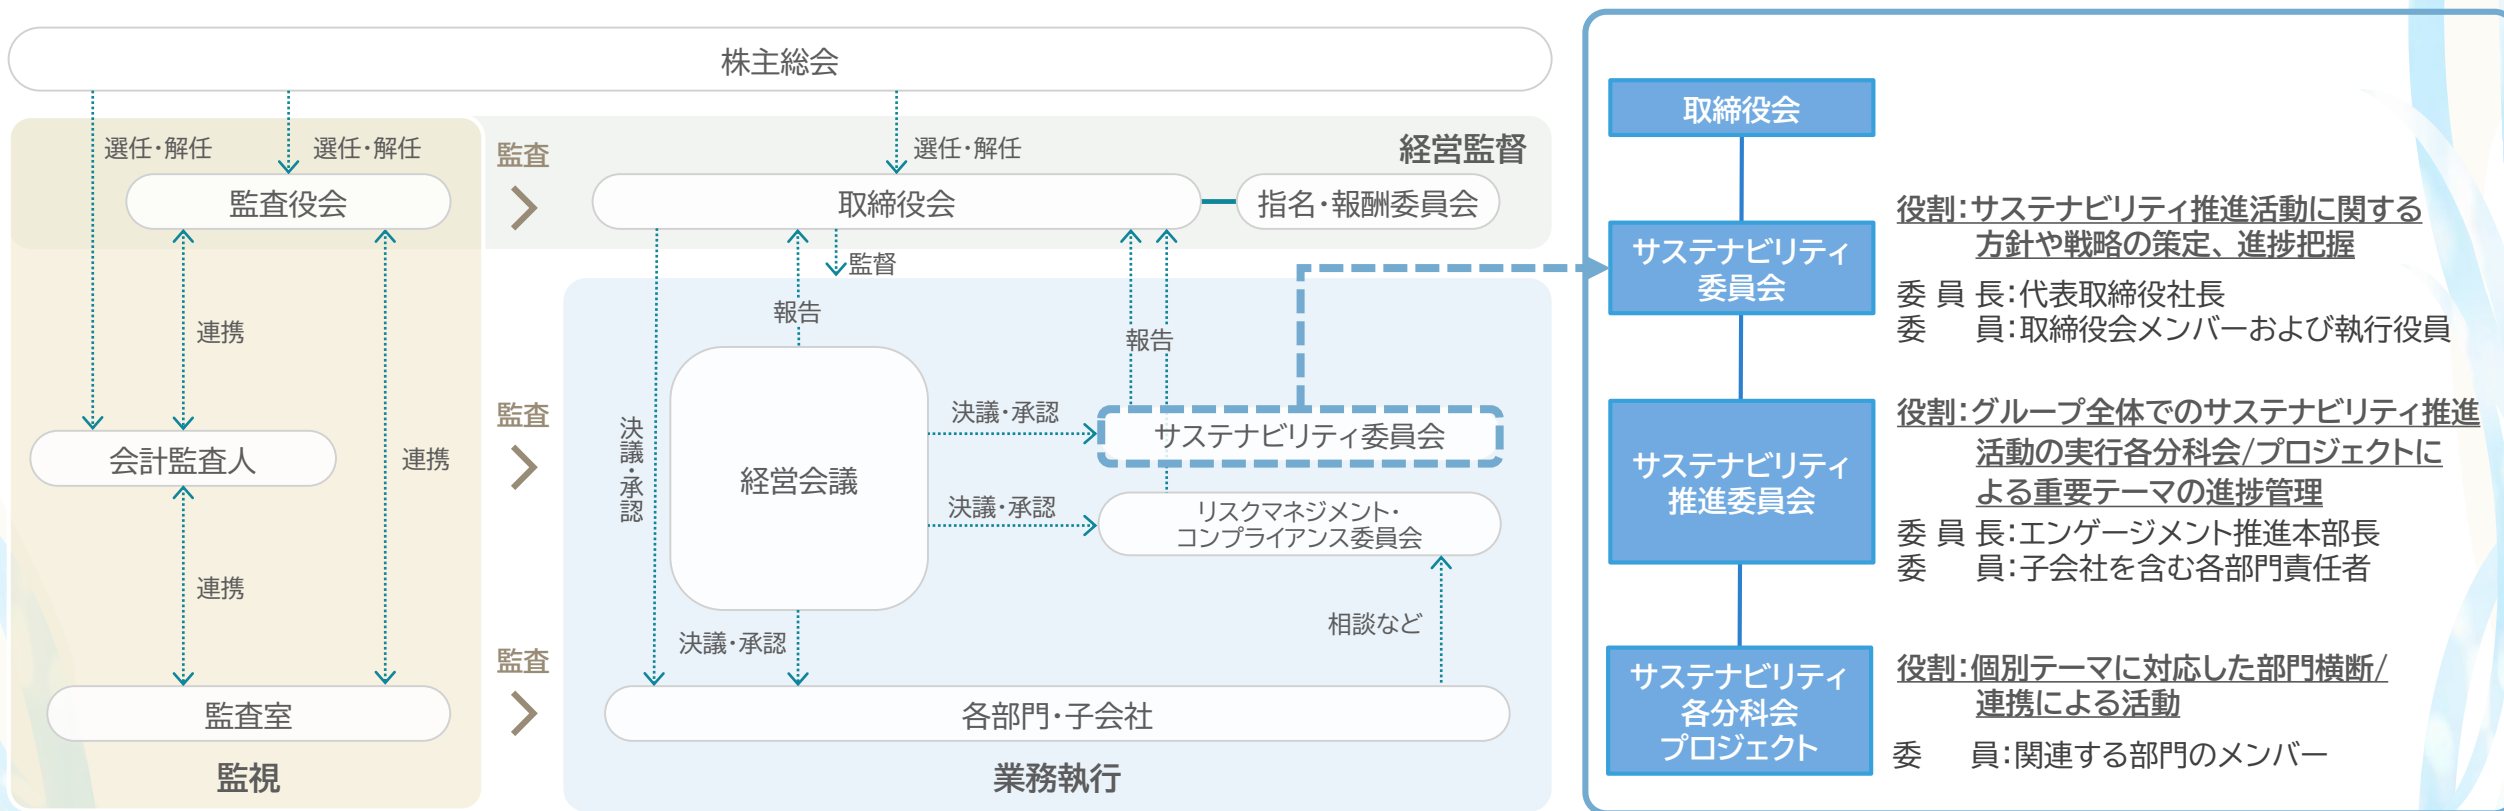 株主総会
選任・解任
選任・解任
選任・解任
監査
経営監督
監査役会
取締役会
指名・報酬委員会
監督
報告
報告
連携
連携
連携
決議・承認
監査
会計監査人
経営会議
決議・承認
サステナビリティ委員会
決議・承認
リスクマネジメント・
コンプライアンス委員会
相談など
決議・承認
監査
監査室
各部門・子会社
監視
業務執行
取締役会
サステナビリティ
委員会
役割：サステナビリティ推進活動に関する
方針や戦略の策定、進捗把握
委員長：代表取締役社長
委　員：取締役会メンバーおよび執行役員
サステナビリティ
推進委員会
役割：グループ全体でのサステナビリティ推進
活動の実行各分科会/プロジェクトに
よる重要テーマの進捗管理
委員長：エンゲージメント推進本部長
委　員：子会社を含む各部門責任者
サステナビリティ
各分科会
プロジェクト
役割：個別テーマに対応した部門横断/
連携による活動
委　員：関連する部門のメンバー